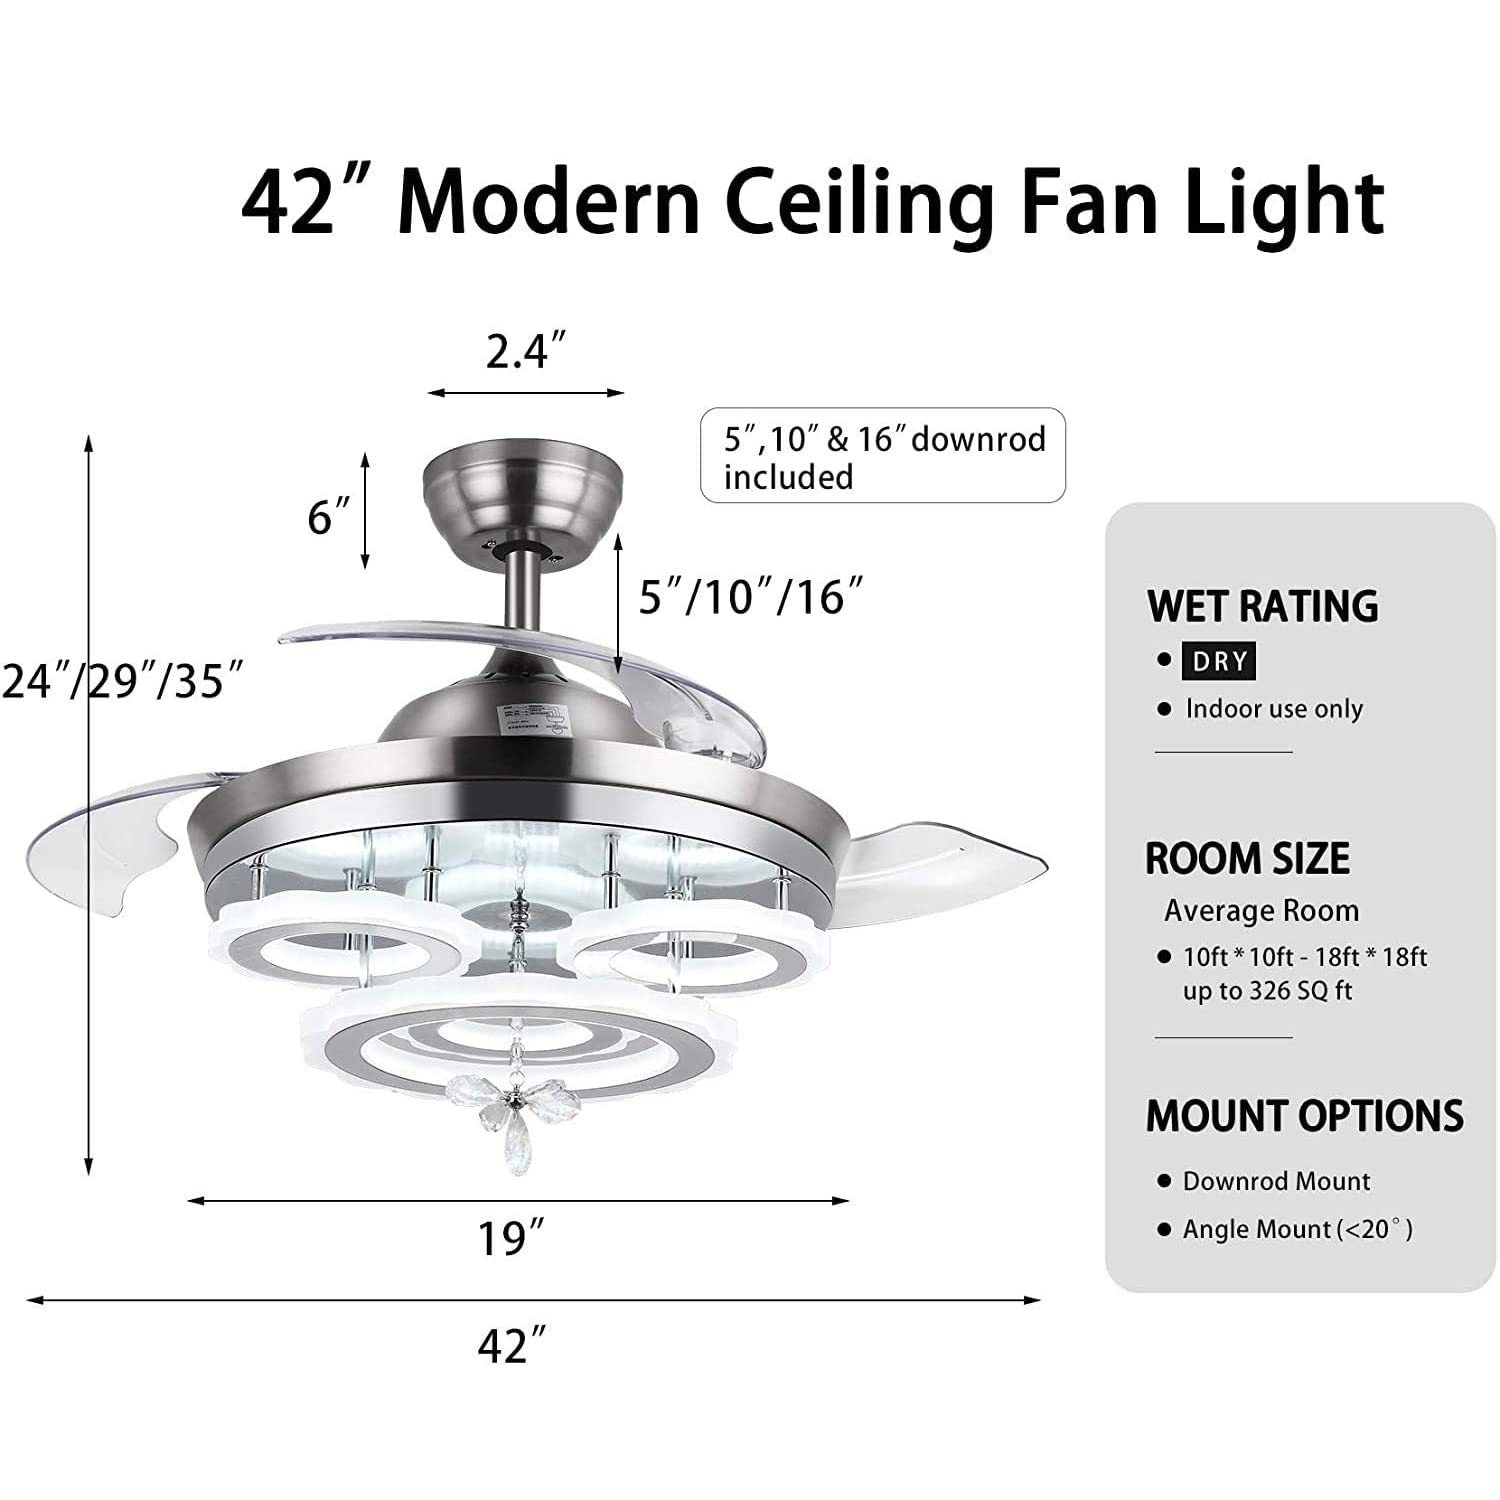 42″ Modern Ceiling Fan Light
2.4″
5″,10″ & 16″ downrod
included
6″
5″/10″/16″
24″/29″/35″
WET RATING
● DRY
● Indoor use only
ROOM SIZE
Average Room
● 10ft * 10ft - 18ft * 18ft
up to 326 SQ ft
MOUNT OPTIONS
● Downrod Mount
● Angle Mount (<20°)
19″
42″